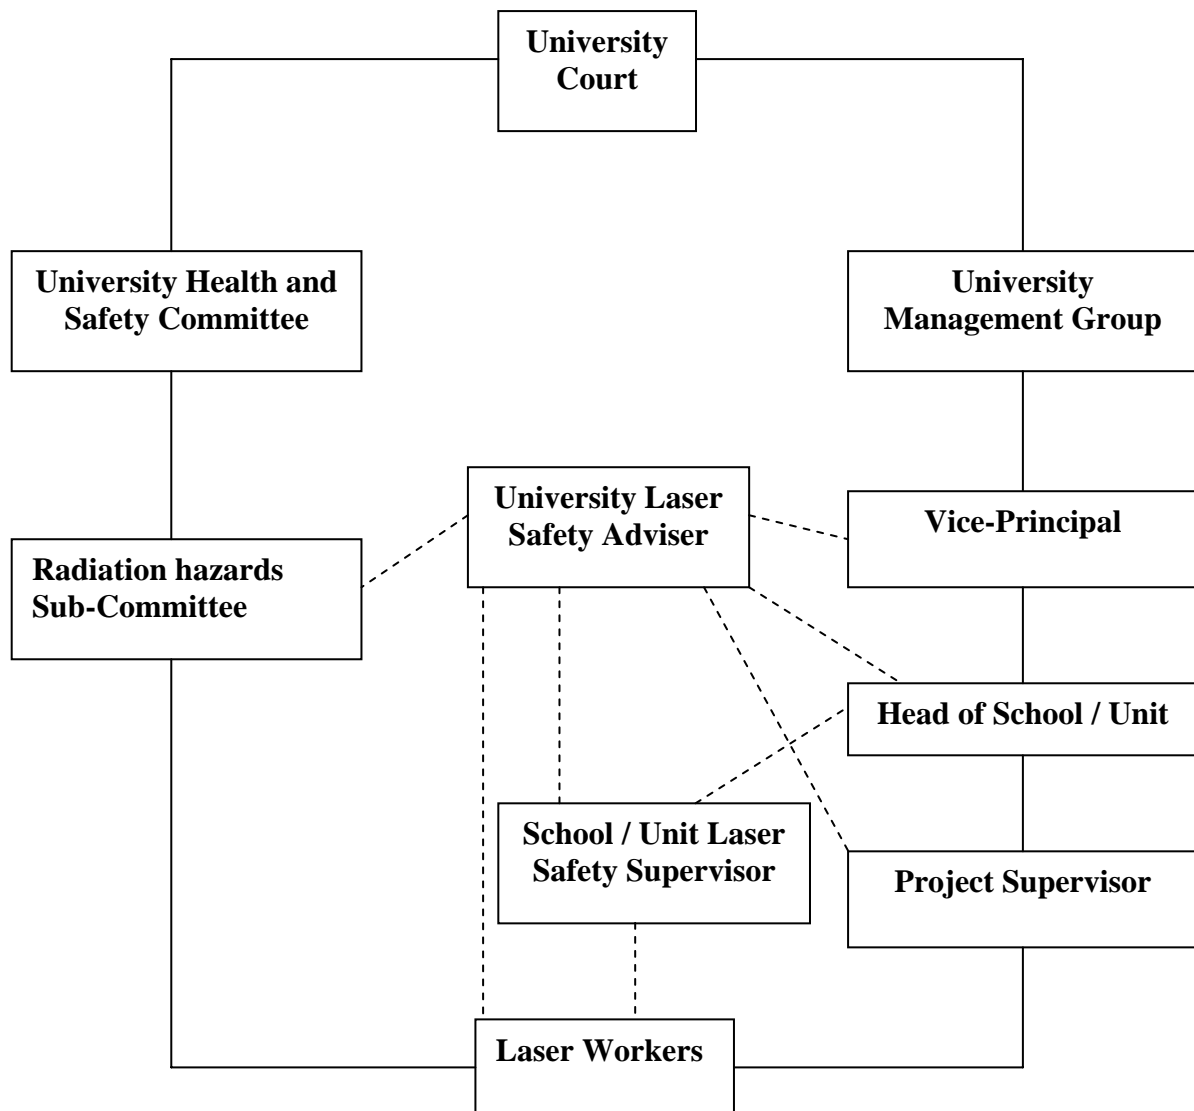 University
Court
University Health and
Safety Committee
University
Management Group
University Laser
Safety Adviser
Vice-Principal
Radiation hazards
Sub-Committee
Head of School / Unit
School / Unit Laser
Safety Supervisor
Project Supervisor
Laser Workers